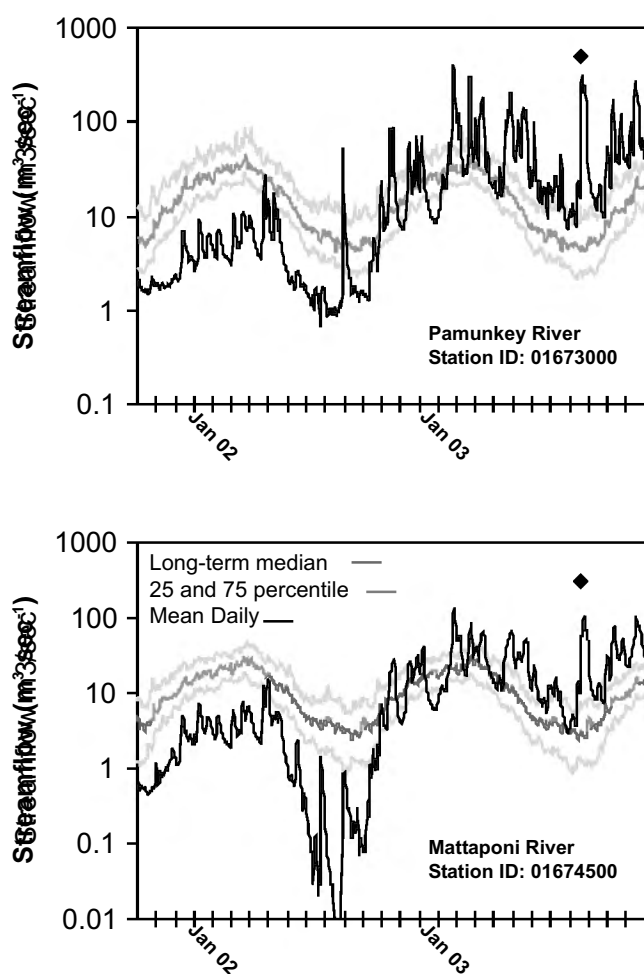 1000
100
10
1
0.1
Streamflow (m³sec⁻¹)
Pamunkey River
Station ID: 01673000
Jan 02
Jan 03
1000
100
10
1
0.1
0.01
Streamflow (m³sec⁻¹)
Long-term median
25 and 75 percentile
Mean Daily
Mattaponi River
Station ID: 01674500
Jan 02
Jan 03